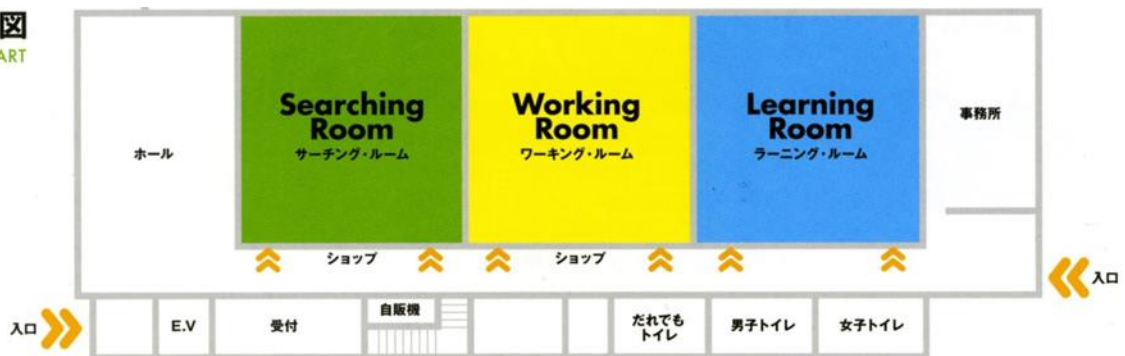 図
ART
ホール
Searching
Room
サーチング・ルーム
Working
Room
ワーキング・ルーム
Learning
Room
ラーニング・ルーム
事務所
ショップ
ショップ
入口
入口
E.V
受付
自販機
だれでも
トイレ
男子トイレ
女子トイレ